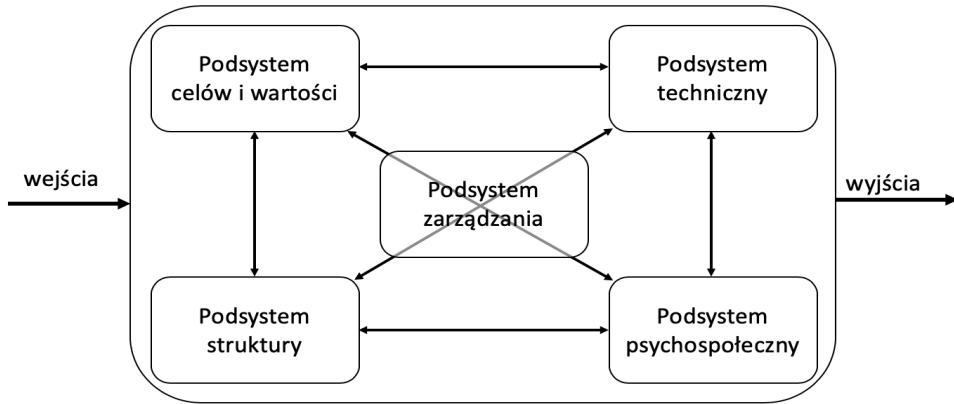 Podsystem
celów i wartości
Podsystem
techniczny
wejścia
Podsystem
zarządzania
wyjścia
Podsystem
struktury
Podsystem
psychospołeczny